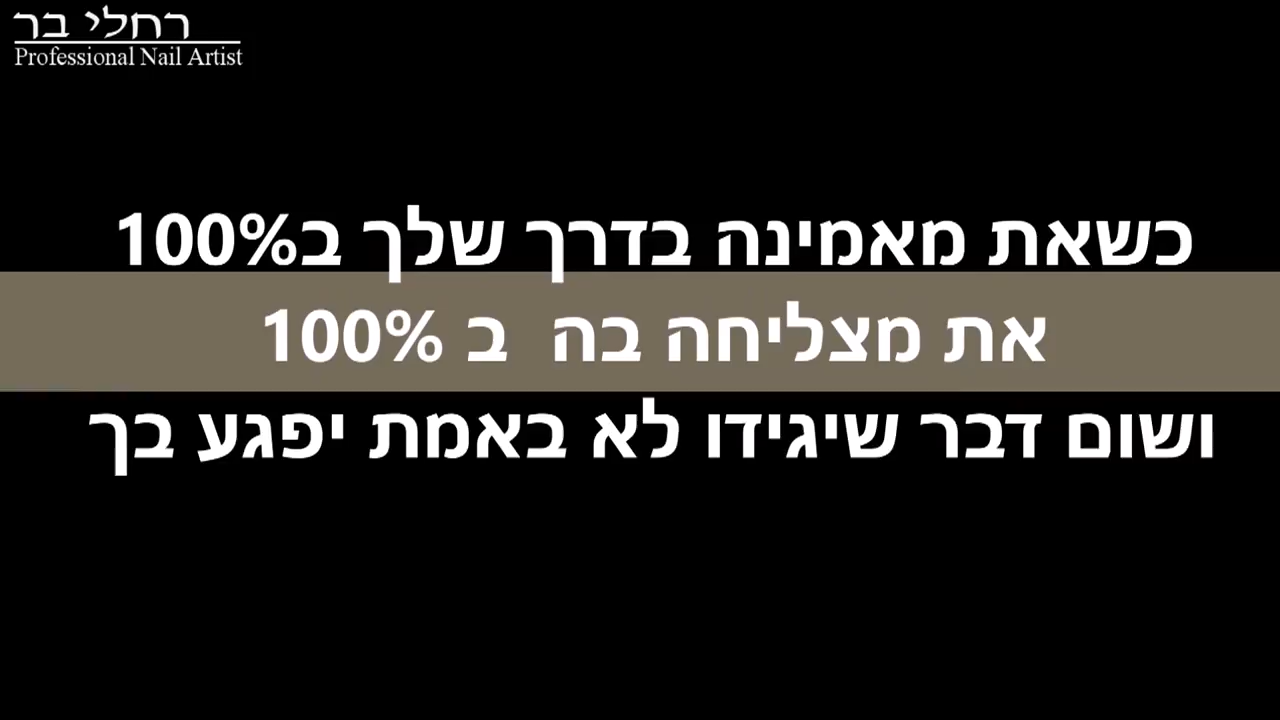 רחלי בר
Professional Nail Artist
כשאת מאמינה בדרך שלך ב100%
את מצליחה בה  ב 100%
ושום דבר שיגידו לא באמת יפגע בך